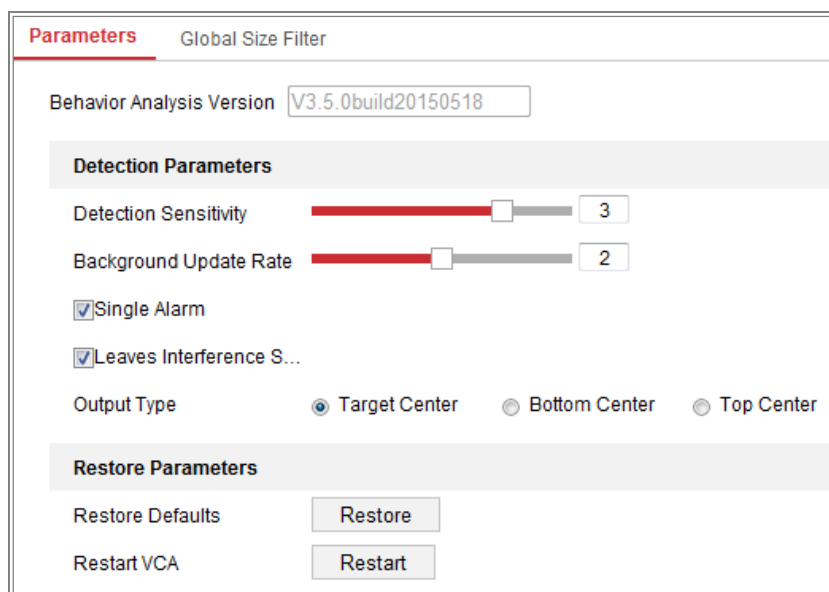 Parameters Global Size Filter
Behavior Analysis Version V3.5.0build20150518
Detection Parameters
Detection Sensitivity 3
Background Update Rate 2
Single Alarm
Leaves Interference S...
Output Type Target Center Bottom Center Top Center
Restore Parameters
Restore Defaults Restore
Restart VCA Restart